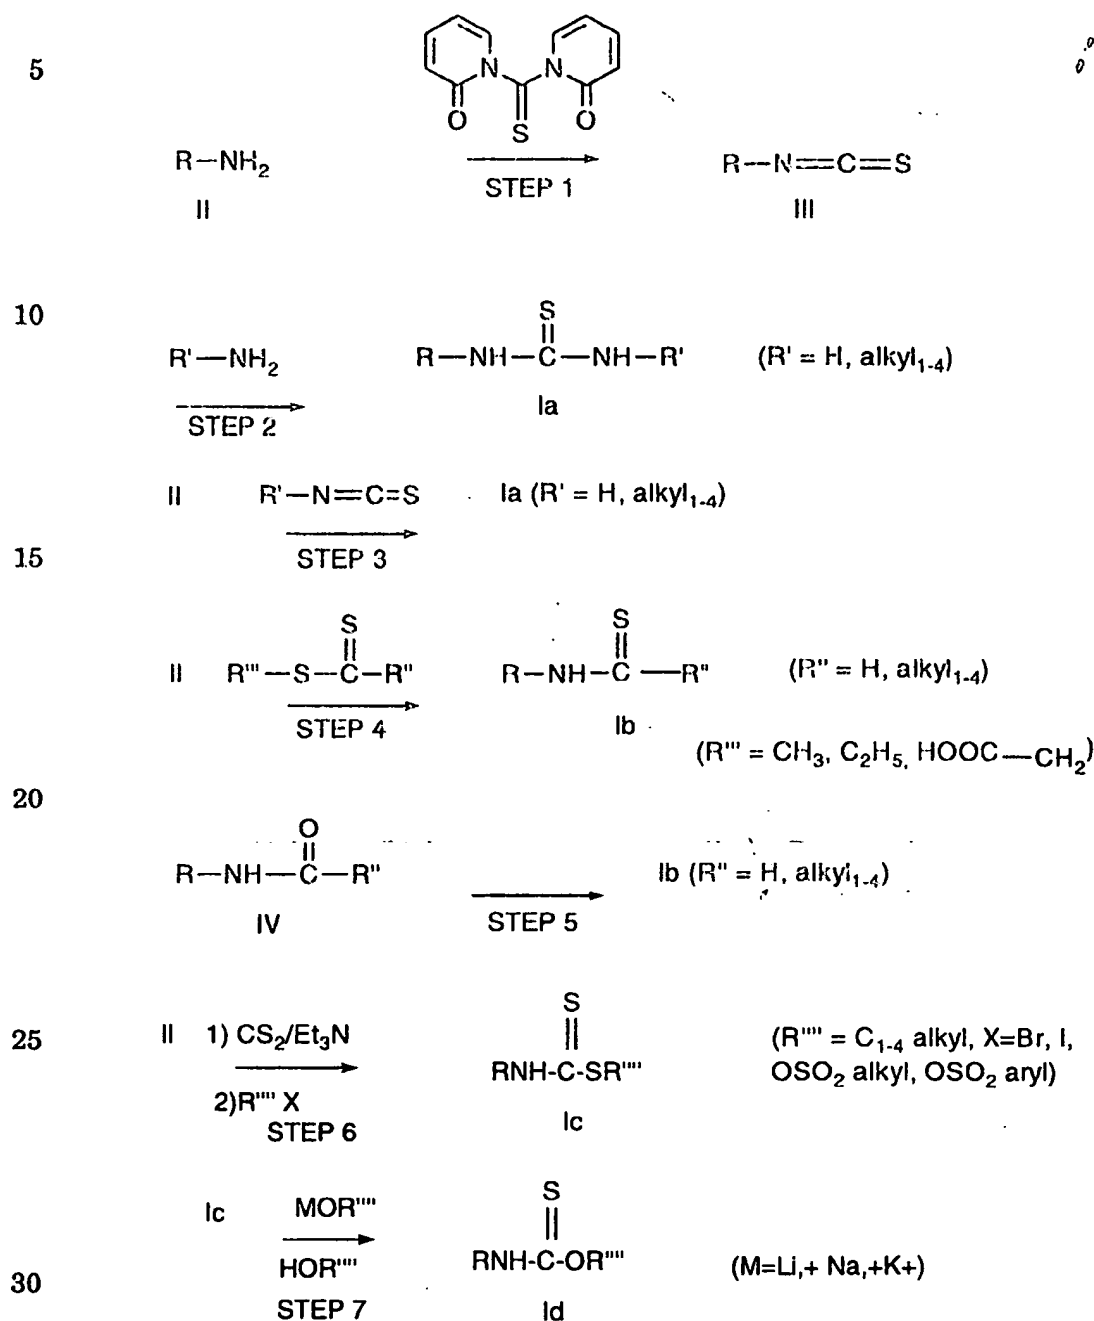 5
N N
O S O
R—NH₂ STEP 1 R—N=C=S
II III
10
S
R'—NH₂ R—NH—C—NH—R' (R' = H, alkyl₁₋₄)
STEP 2 Ia
II R'—N=C=S Ia (R' = H, alkyl₁₋₄)
15 STEP 3
S S
II R'''—S—C—R'' R—NH—C—R'' (R'' = H, alkyl₁₋₄)
STEP 4 Ib
(R''' = CH₃, C₂H₅, HOOC—CH₂)
20
O
R—NH—C—R'' Ib (R'' = H, alkyl₁₋₄)
IV STEP 5
S
25 II 1) CS₂/Et₃N (R'''' = C₁₋₄ alkyl, X=Br, I,
2)R'''' X RNH-C-SR'''' OSO₂ alkyl, OSO₂ aryl)
STEP 6 Ic
S
Ic MOR''''
HOR'''' RNH-C-OR'''' (M=Li,+ Na,+K+)
30 STEP 7 Id